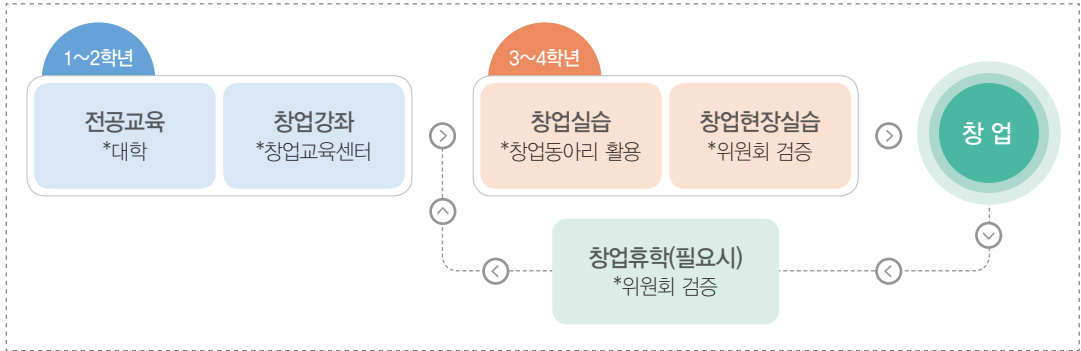 1~2학년
전공교육
*대학
창업강좌
*창업교육센터
3~4학년
창업실습
*창업동아리 활용
창업현장실습
*위원회 검증
창 업
창업휴학(필요시)
*위원회 검증